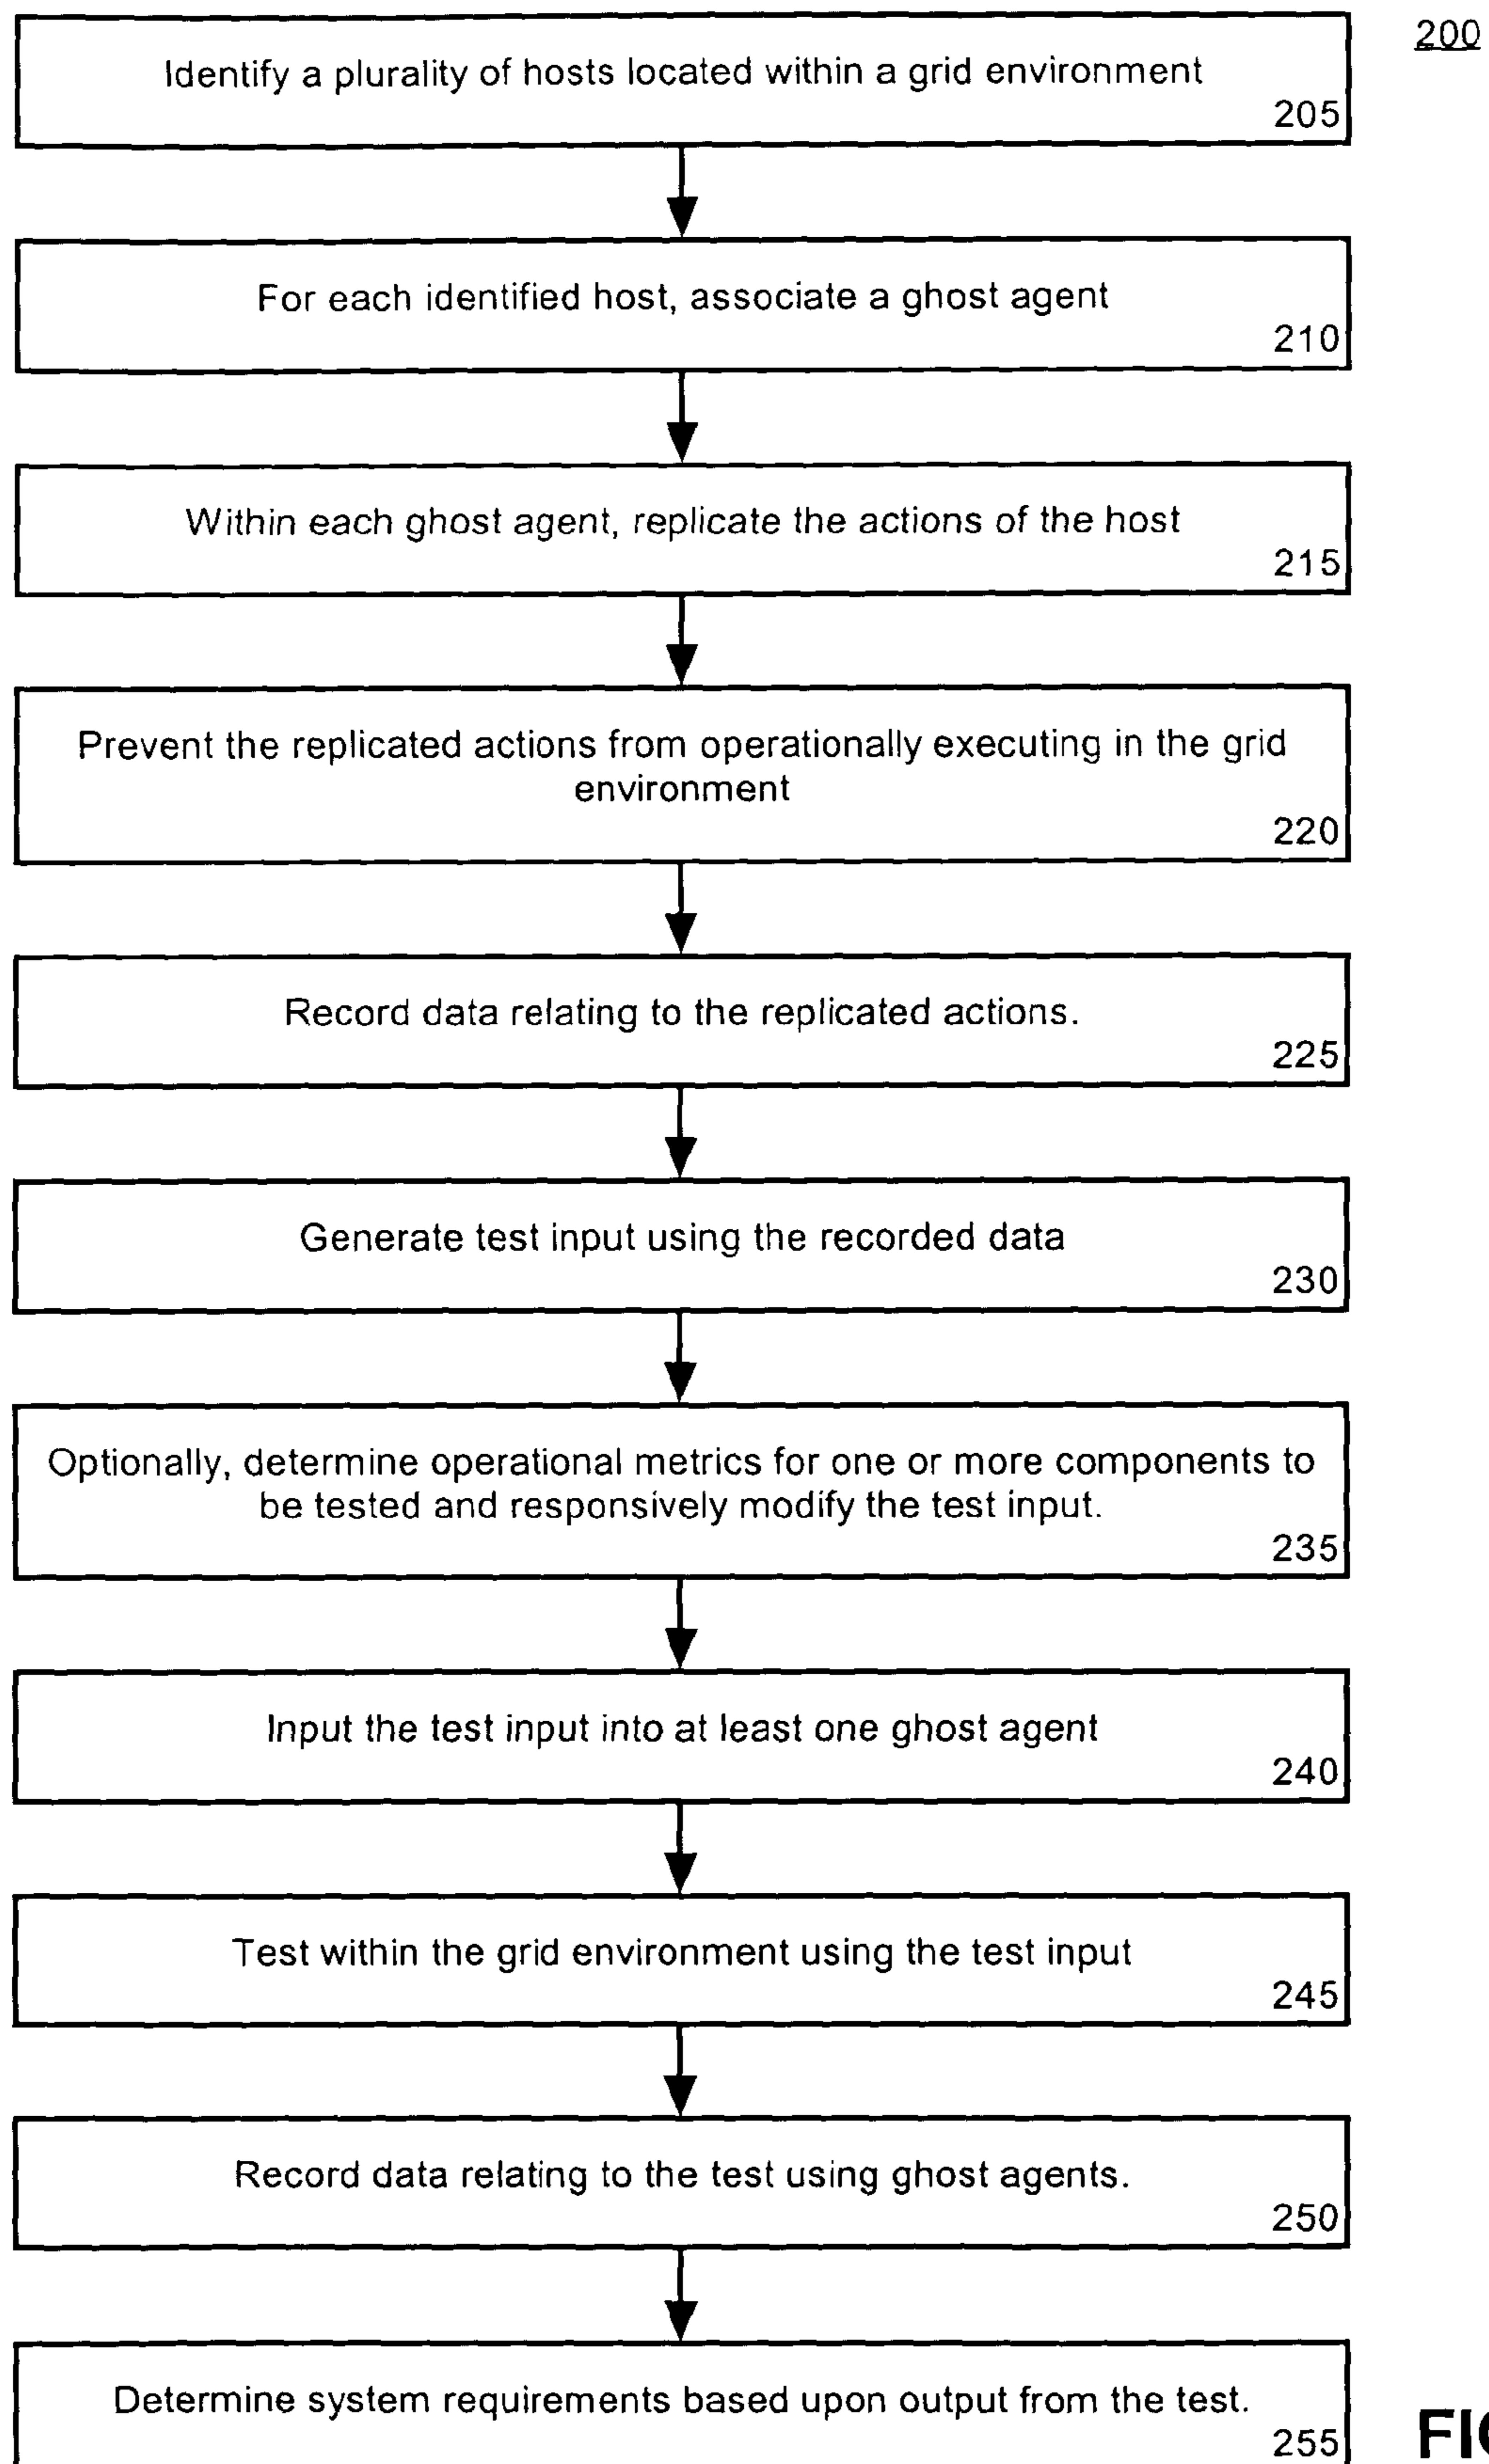 200
Identify a plurality of hosts located within a grid environment
205
For each identified host, associate a ghost agent
210
Within each ghost agent, replicate the actions of the host
215
Prevent the replicated actions from operationally executing in the grid
environment
220
Record data relating to the replicated actions.
225
Generate test input using the recorded data
230
Optionally, determine operational metrics for one or more components to
be tested and responsively modify the test input.
235
Input the test input into at least one ghost agent
240
Test within the grid environment using the test input
245
Record data relating to the test using ghost agents.
250
Determine system requirements based upon output from the test.
255